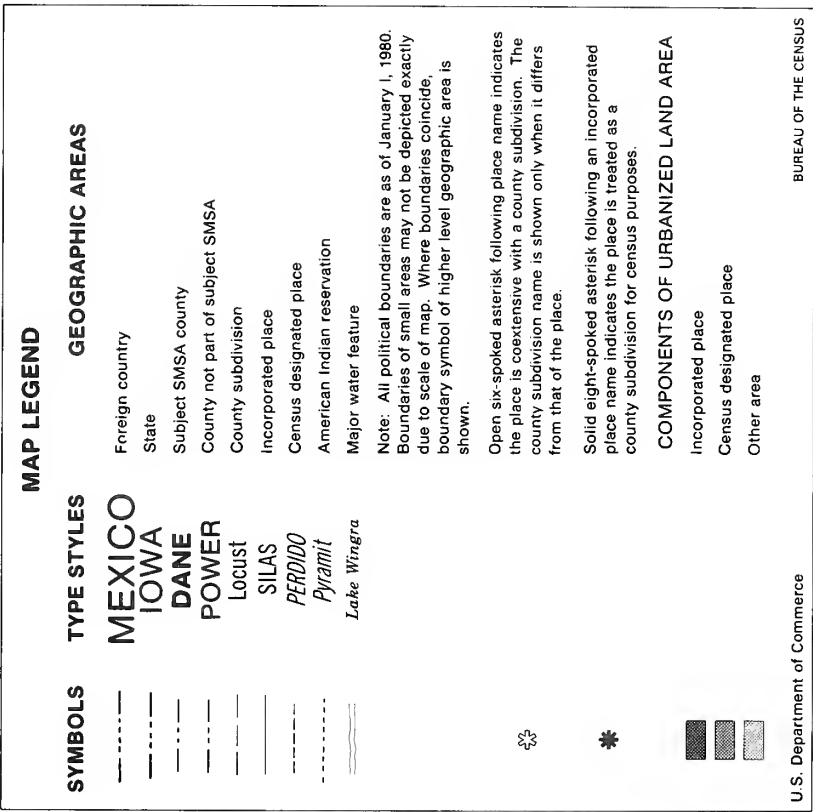 MAP LEGEND
SYMBOLS TYPE STYLES GEOGRAPHIC AREAS
MEXICO Foreign country
IOWA State
DANE Subject SMSA county
POWER County not part of subject SMSA
Locust County subdivision
SILAS Incorporated place
PERDIDO Census designated place
Pyramit American Indian reservation
Lake Wingra Major water feature
Note: All political boundaries are as of January 1, 1980.
Boundaries of small areas may not be depicted exactly
due to scale of map. Where boundaries coincide,
boundary symbol of higher level geographic area is
shown.
Open six-spoked asterisk following place name indicates
the place is coextensive with a county subdivision. The
county subdivision name is shown only when it differs
from that of the place.
Solid eight-spoked asterisk following an incorporated
place name indicates the place is treated as a
county subdivision for census purposes.
COMPONENTS OF URBANIZED LAND AREA
Incorporated place
Census designated place
Other area
U.S. Department of Commerce BUREAU OF THE CENSUS